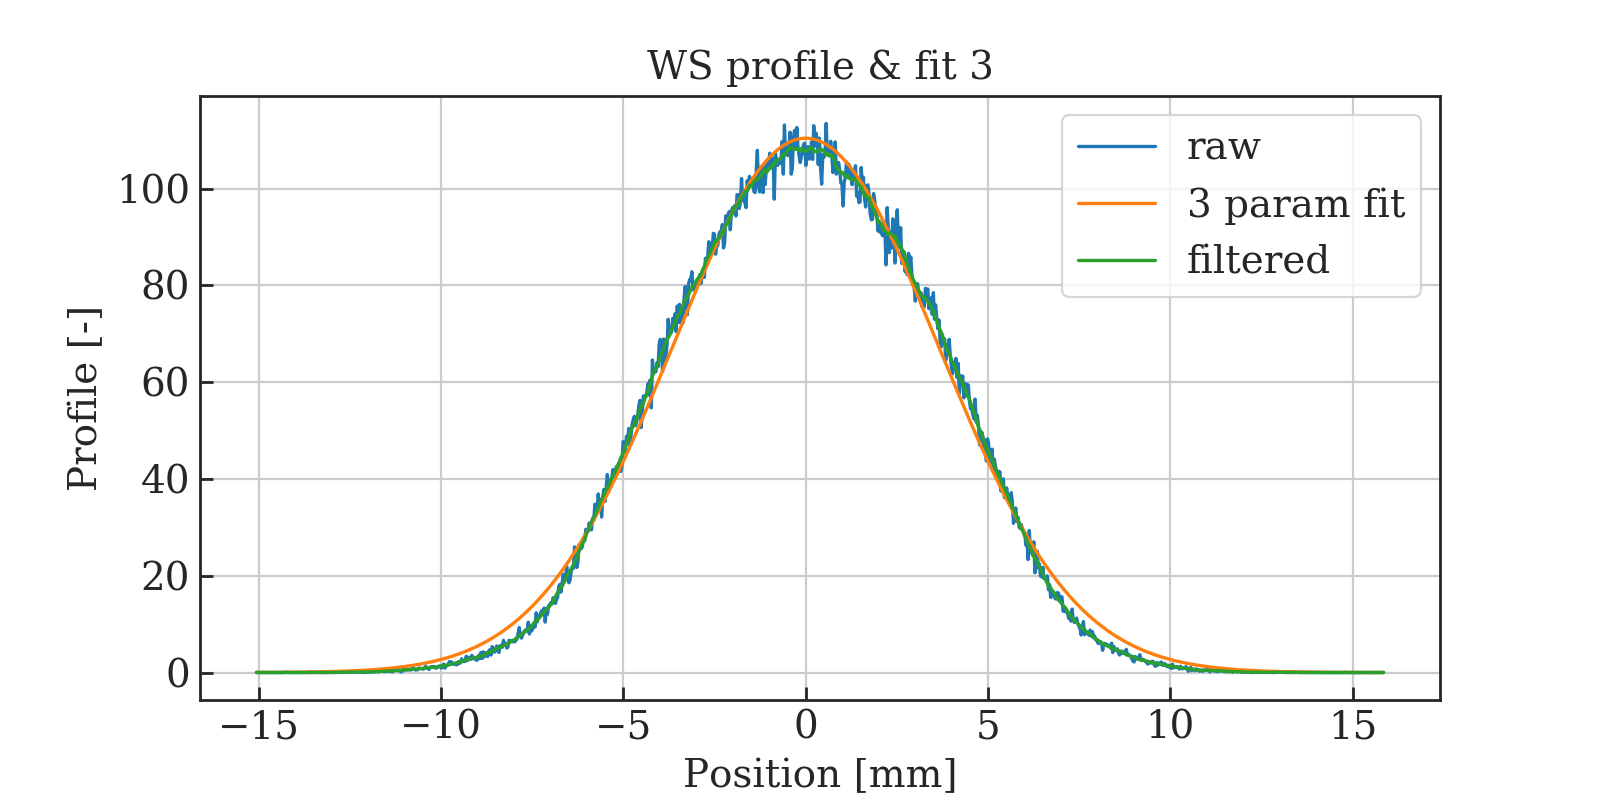 WS profile & fit 3
raw
3 param fit
filtered
Profile [-]
100
80
60
40
20
0
−15
−10
−5
0
5
10
15
Position [mm]